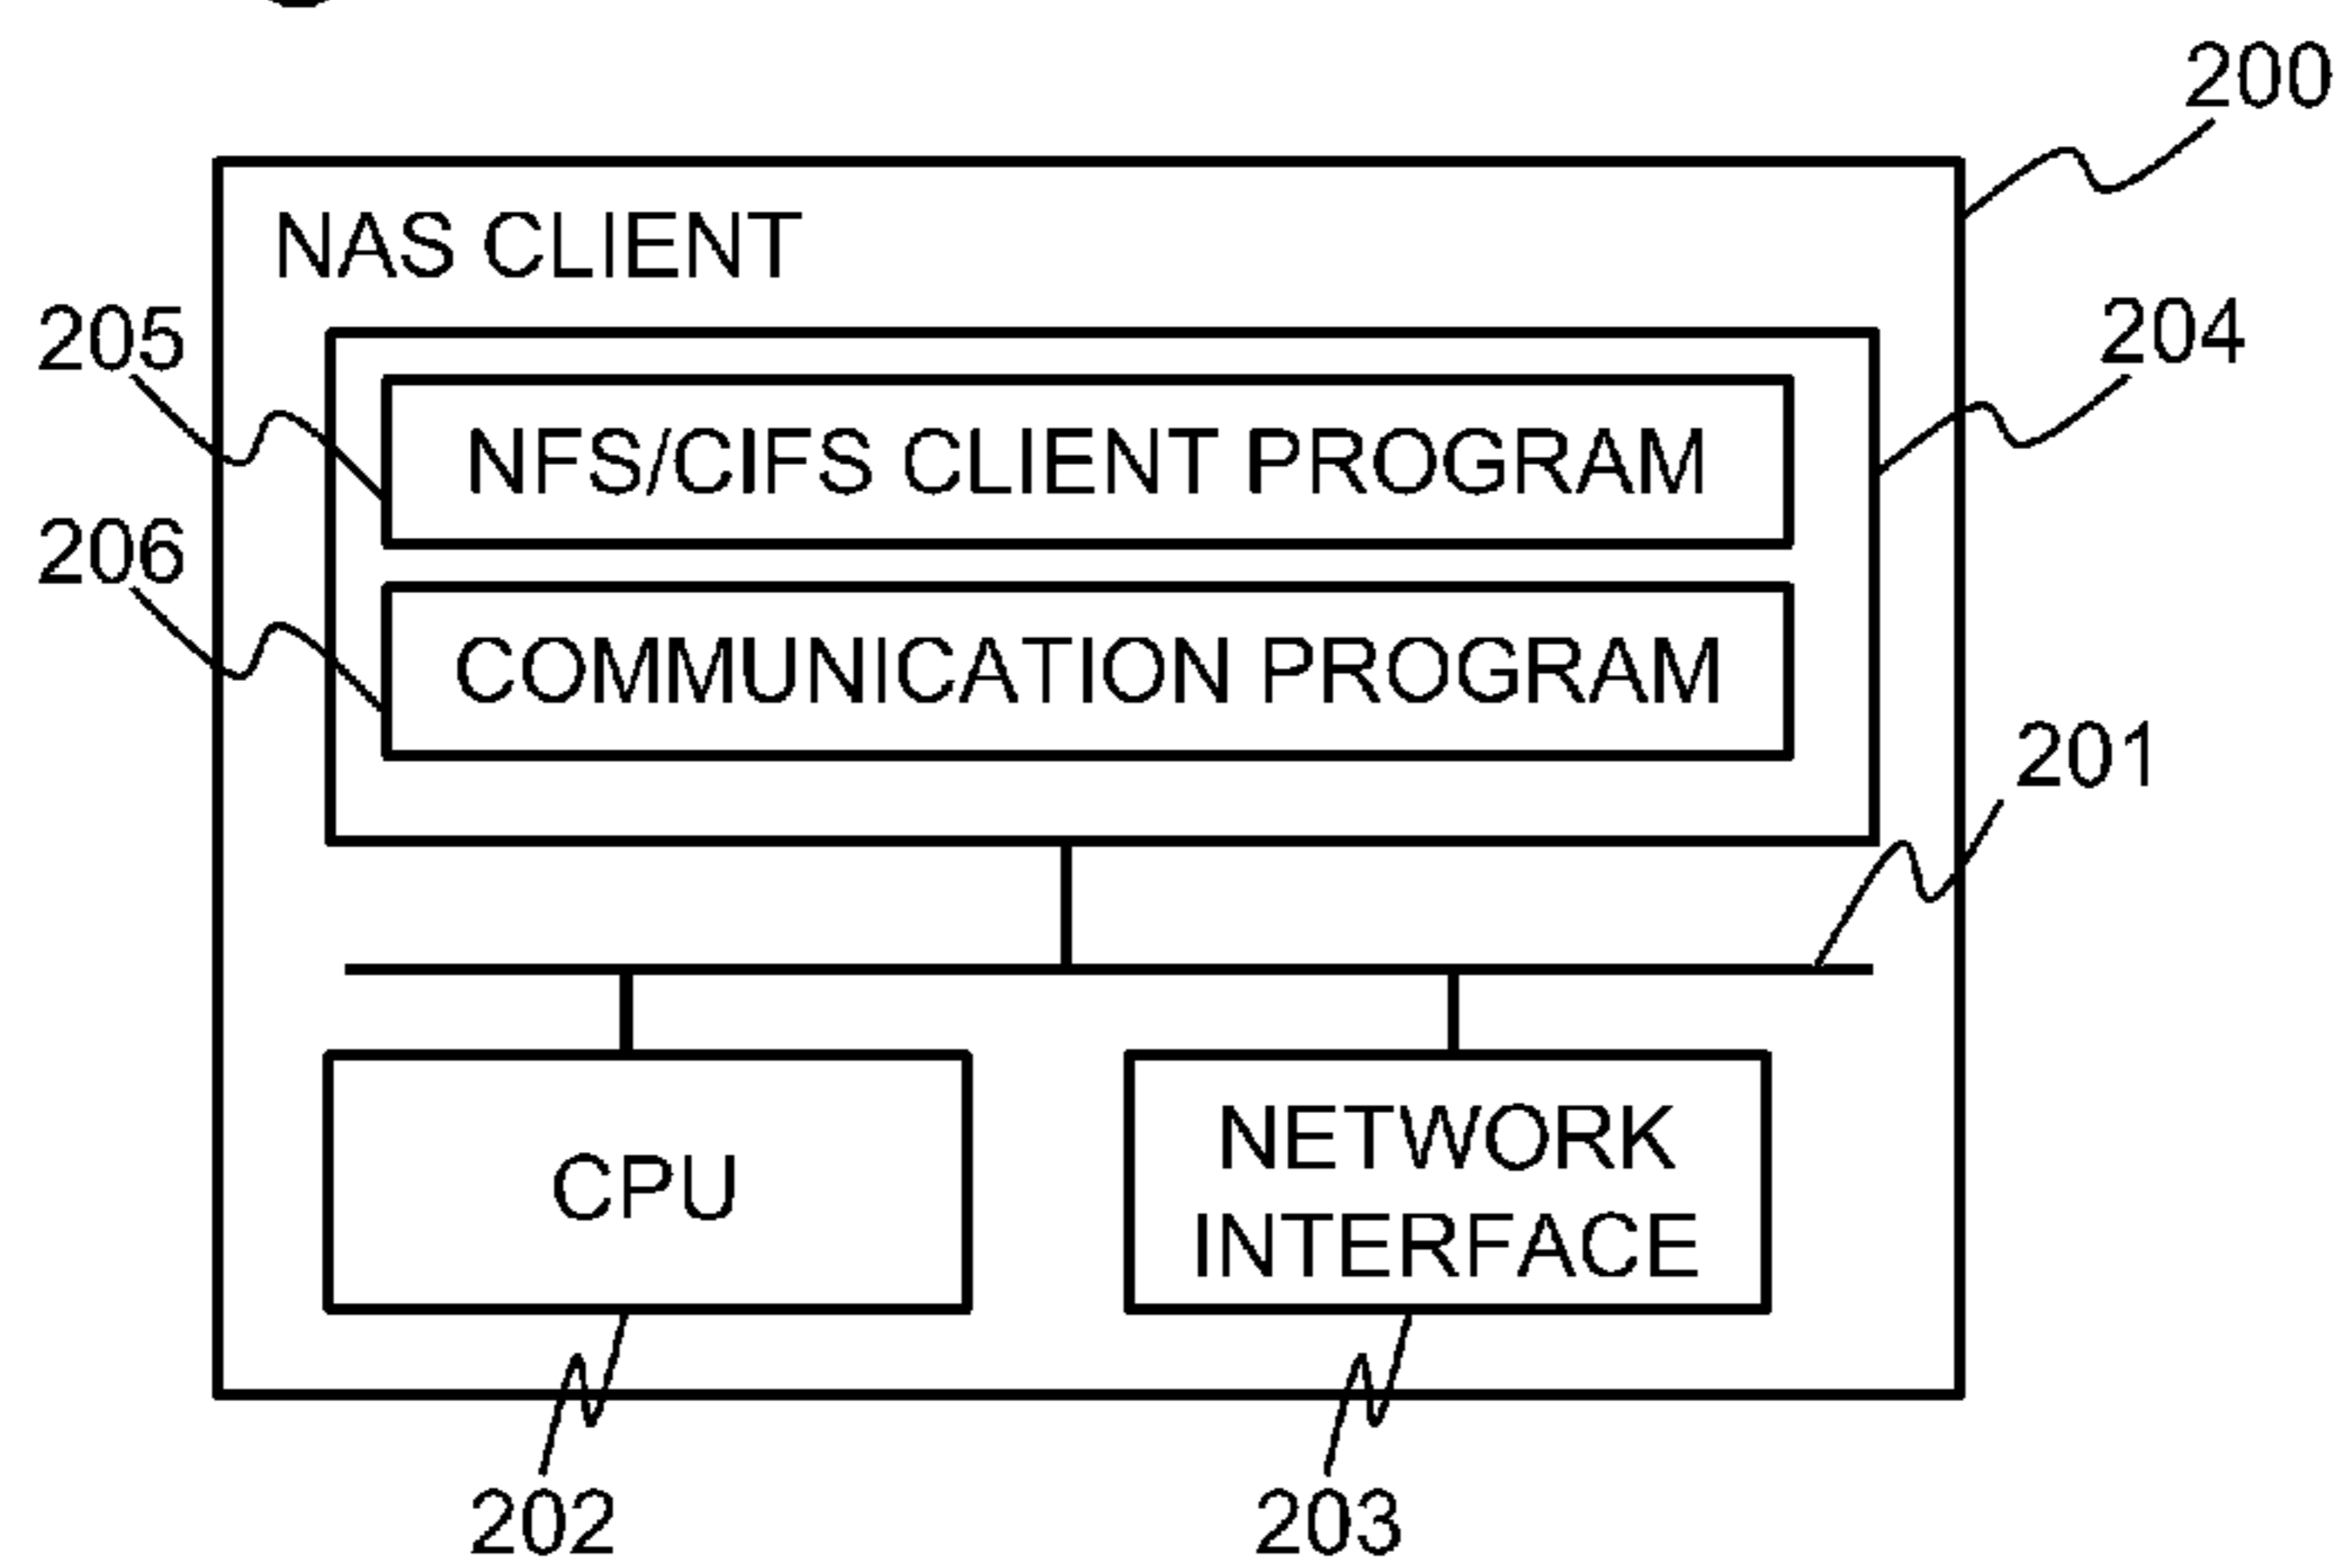 200
NAS CLIENT
205
204
NFS/CIFS CLIENT PROGRAM
206
COMMUNICATION PROGRAM
201
CPU
NETWORK
INTERFACE
202
203